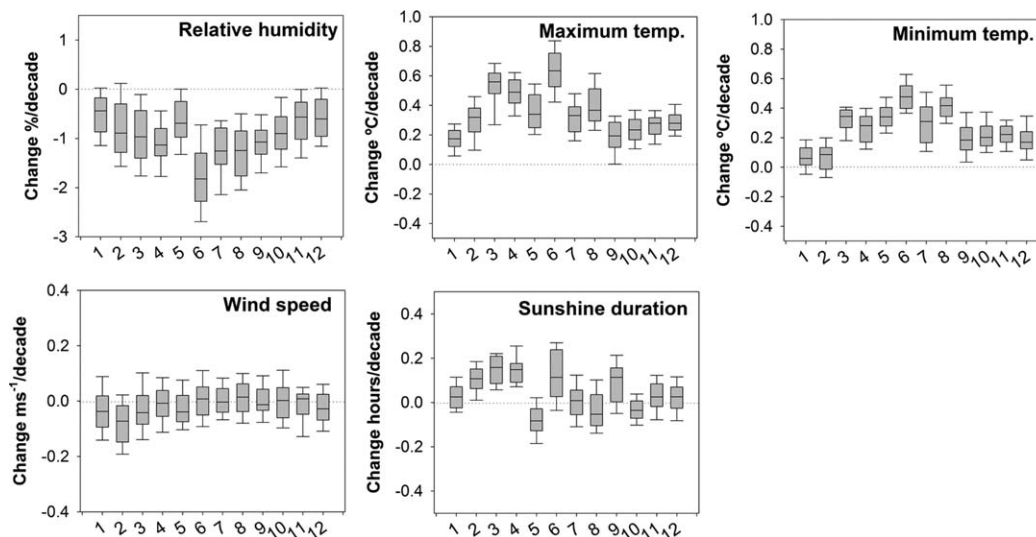 Relative humidity
Change %/decade
1
0
-1
-2
-3
1 2 3 4 5 6 7 8 9 10 11 12
Maximum temp.
Change ºC/decade
1.0
0.8
0.6
0.4
0.2
0.0
-0.2
-0.4
1 2 3 4 5 6 7 8 9 10 11 12
Minimum temp.
Change ºC/decade
1.0
0.8
0.6
0.4
0.2
0.0
-0.2
-0.4
1 2 3 4 5 6 7 8 9 10 11 12
Wind speed
Change ms⁻¹/decade
0.4
0.2
0.0
-0.2
-0.4
1 2 3 4 5 6 7 8 9 10 11 12
Sunshine duration
Change hours/decade
0.4
0.2
0.0
-0.2
-0.4
1 2 3 4 5 6 7 8 9 10 11 12